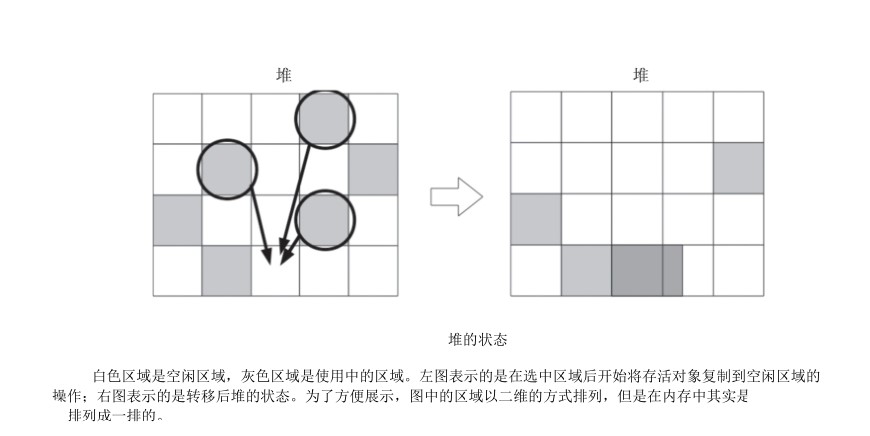 堆
堆
堆的状态
白色区域是空闲区域，灰色区域是使用中的区域。左图表示的是在选中区域后开始将存活对象复制到空闲区域的
操作；右图表示的是转移后堆的状态。为了方便展示，图中的区域以二维的方式排列，但是在内存中其实是
排列成一排的。